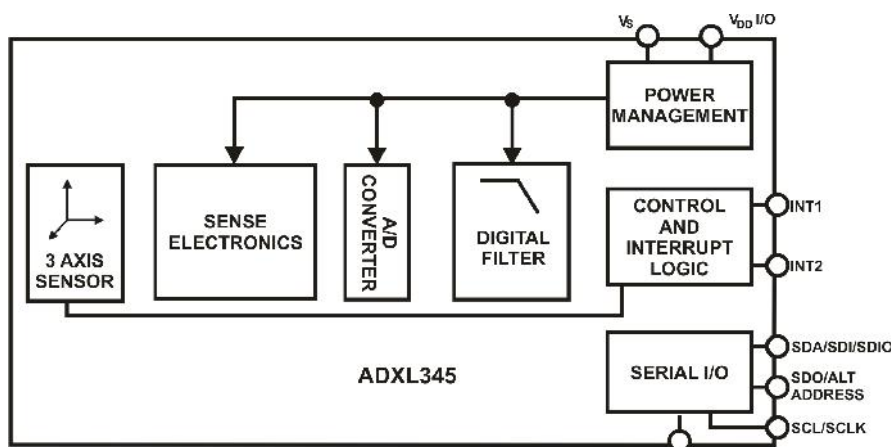 VS
VDD I/O
POWER
MANAGEMENT
3 AXIS
SENSOR
SENSE
ELECTRONICS
A/D
CONVERTER
DIGITAL
FILTER
CONTROL
AND
INTERRUPT
LOGIC
INT1
INT2
ADXL345
SERIAL I/O
SDA/SDI/SDIO
SDO/ALT
ADDRESS
SCL/SCLK